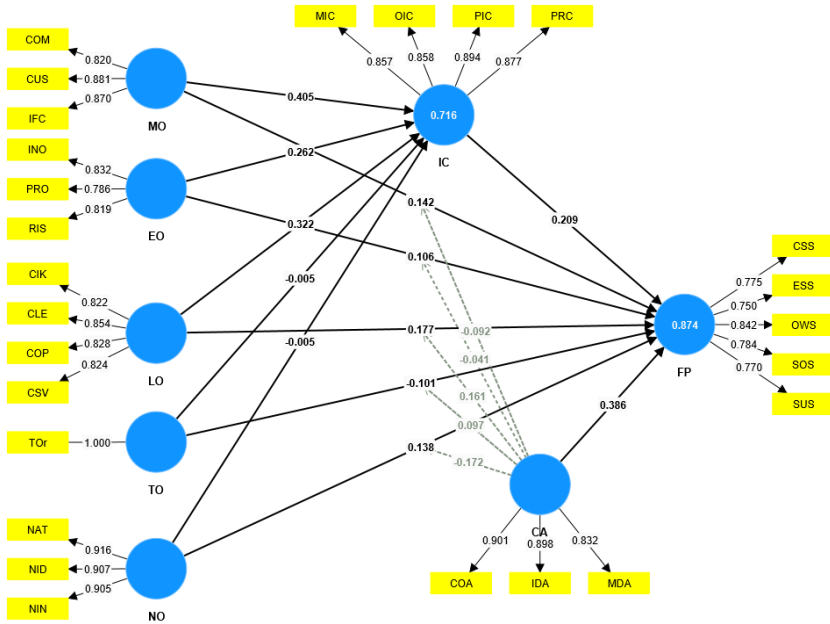 MIC
OIC
PIC
PRC
COM
CUS
IFC
0.820
0.881
0.870
MO
0.857
0.858
0.894
0.877
0.716
IC
0.405
0.262
INO
PRO
RIS
0.832
0.786
0.819
EO
0.142
0.322
0.106
0.209
CIK
CLE
COP
CSV
0.822
0.854
0.828
0.824
LO
-0.005
-0.005
0.177
-0.092
-0.041
0.161
0.097
-0.172
0.874
FP
0.775
0.750
0.842
0.784
0.770
CSS
ESS
OWS
SOS
SUS
TOr
1.000
TO
-0.101
0.138
0.386
NAT
NID
NIN
0.916
0.907
0.905
NO
CA
0.901
0.898
0.832
COA
IDA
MDA